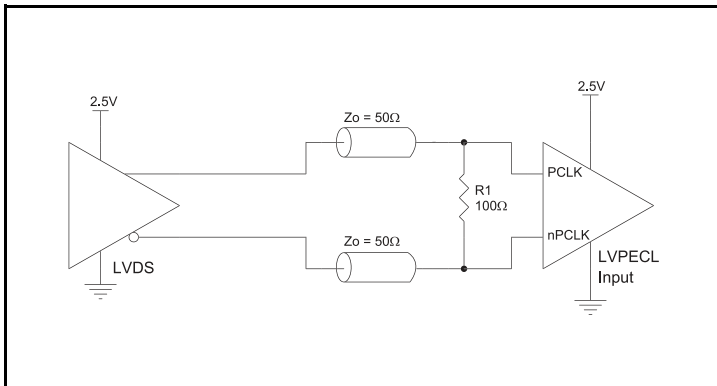 2.5V
2.5V
Zo = 50Ω
PCLK
R1
100Ω
nPCLK
Zo = 50Ω
LVDS
LVPECL
Input